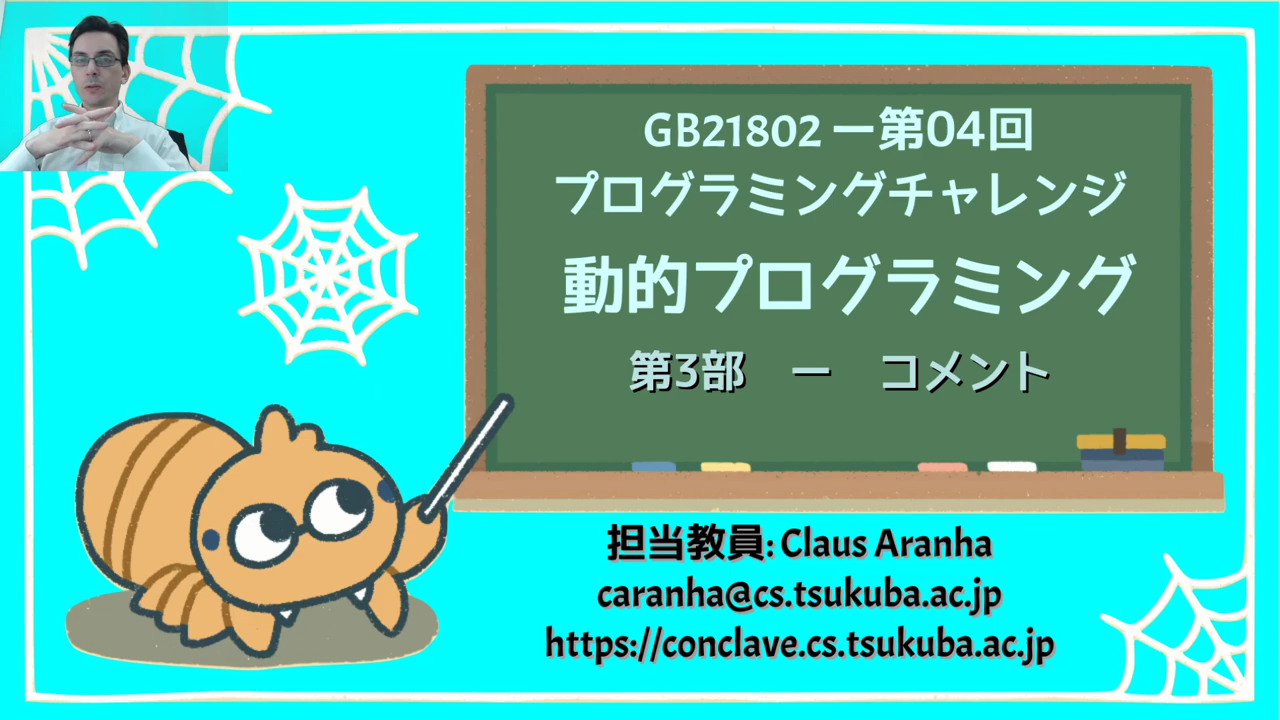 GB21802 ー第04回
プログラミングチャレンジ
動的プログラミング
第3部　ー　コメント
担当教員: Claus Aranha
caranha@cs.tsukuba.ac.jp
https://conclave.cs.tsukuba.ac.jp